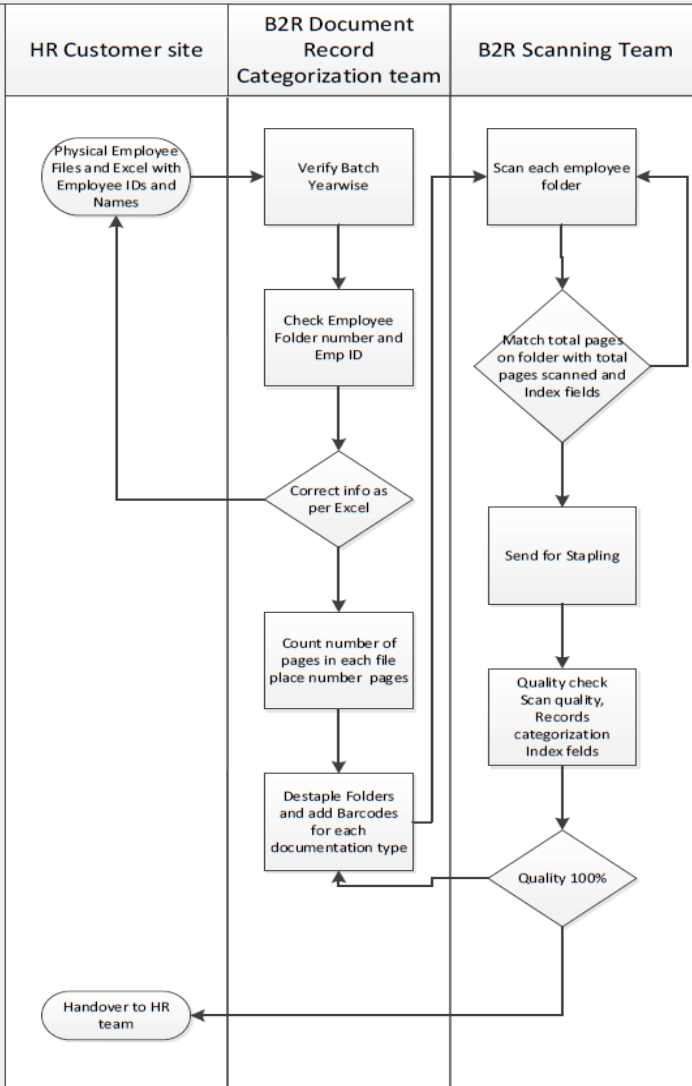 HR Customer site
B2R Document
Record
Categorization team
B2R Scanning Team
Physical Employee
Files and Excel with
Employee IDs and
Names
Verify Batch
Yearwise
Scan each employee
folder
Check Employee
Folder number and
Emp ID
Match total pages
on folder with total
pages scanned and
Index fields
Correct info as
per Excel
Send for Stapling
Count number of
pages in each file
place number pages
Quality check
Scan quality,
Records
categorization
Index felds
Destaple Folders
and add Barcodes
for each
documentation type
Quality 100%
Handover to HR
team